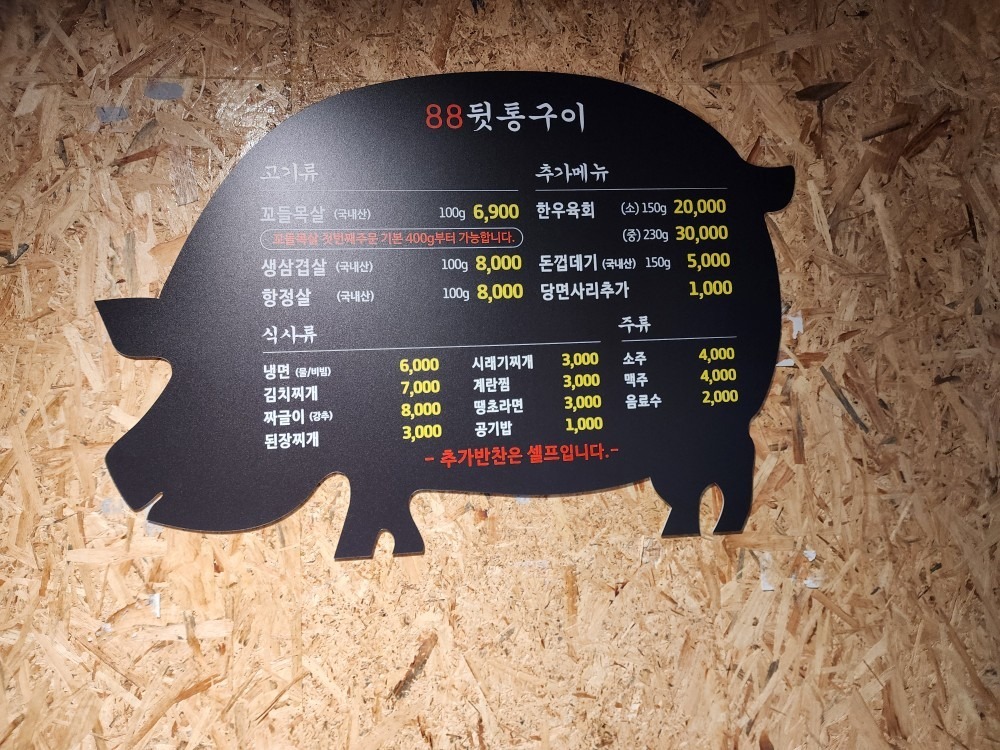 88뒷통구이
고기류
꼬들목살 (국내산) 100g 6,900
꼬들목살 첫번째주문 기본 400g부터 가능합니다.
생삼겹살 (국내산) 100g 8,000
항정살 (국내산) 100g 8,000
추가메뉴
한우육회 (소) 150g 20,000
(중) 230g 30,000
돈껍데기 (국내산) 150g 5,000
당면사리추가 1,000
식사류
냉면 (물/비빔) 6,000
김치찌개 7,000
짜글이 (강추) 8,000
된장찌개 3,000
시래기찌개 3,000
계란찜 3,000
땡초라면 3,000
공기밥 1,000
주류
소주 4,000
맥주 4,000
음료수 2,000
- 추가반찬은 셀프입니다.-